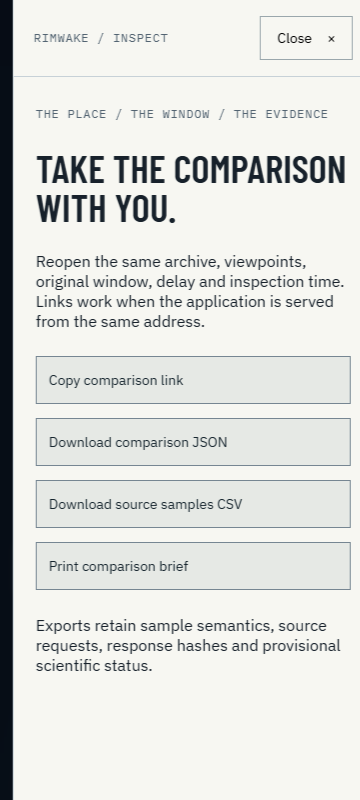 RIMWAKE / INSPECT
Close ×
THE PLACE / THE WINDOW / THE EVIDENCE
TAKE THE COMPARISON
WITH YOU.
Reopen the same archive, viewpoints,
original window, delay and inspection time.
Links work when the application is served
from the same address.
Copy comparison link
Download comparison JSON
Download source samples CSV
Print comparison brief
Exports retain sample semantics, source
requests, response hashes and provisional
scientific status.